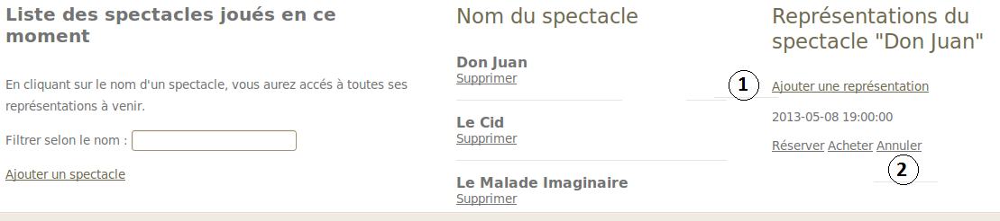 Liste des spectacles joués en ce
moment
En cliquant sur le nom d'un spectacle, vous aurez accés à toutes ses
représentations à venir.
Filtrer selon le nom :
Ajouter un spectacle
Nom du spectacle
Don Juan
Supprimer
Le Cid
Supprimer
Le Malade Imaginaire
Supprimer
Représentations du
spectacle "Don Juan"
1
Ajouter une représentation
2013-05-08 19:00:00
Réserver Acheter Annuler
2